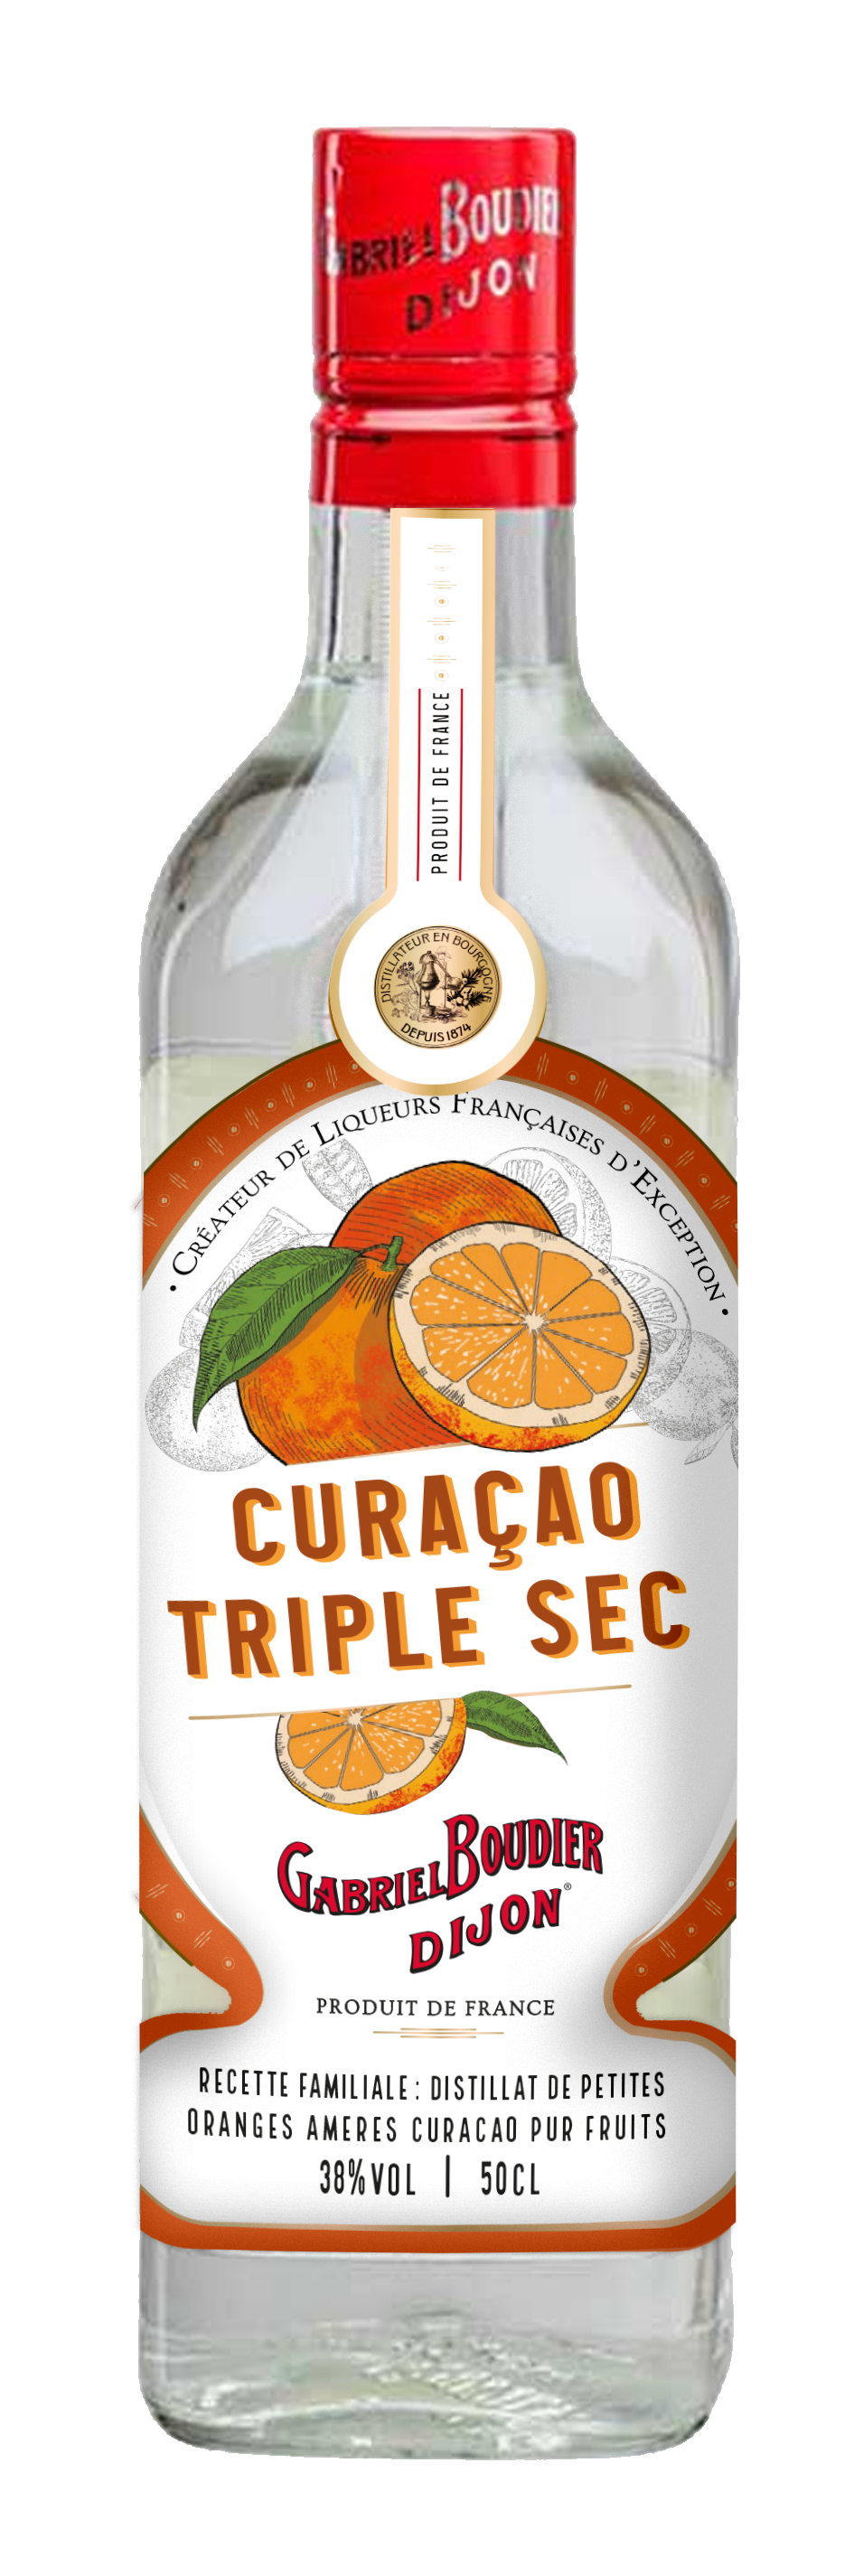 GABRIEL BOUDIER
DIJON
PRODUIT DE FRANCE
DISTILLATEUR EN BOURGOGNE
DEPUIS 1874
• CRÉATEUR DE LIQUEURS FRANÇAISES D'EXCEPTION •
CURAÇAO
TRIPLE SEC
GABRIEL BOUDIER
DIJON®
PRODUIT DE FRANCE
RECETTE FAMILIALE : DISTILLAT DE PETITES
ORANGES AMERES CURACAO PUR FRUITS
38%VOL | 50CL